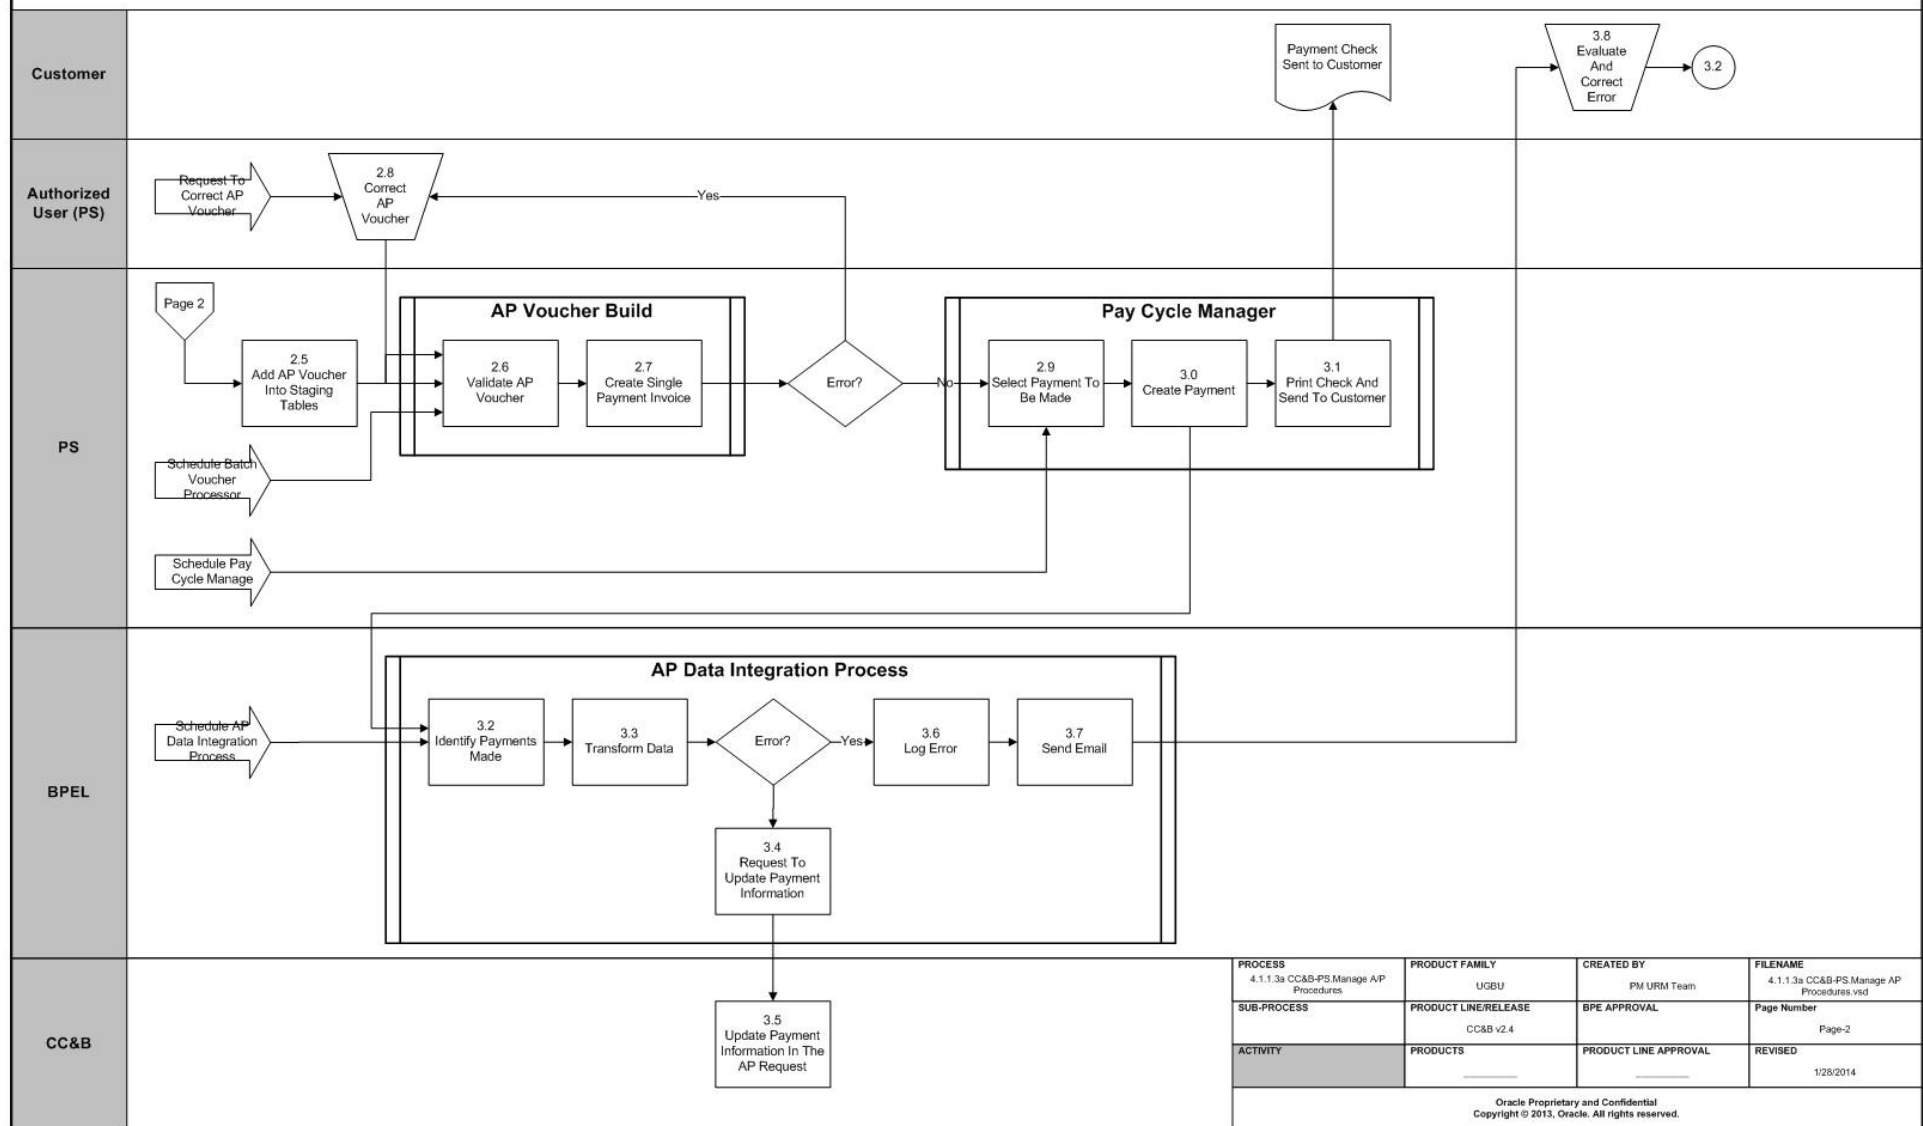 Customer
Payment Check
Sent to Customer
3.8
Evaluate
And
Correct
Error
3.2
Authorized
User (PS)
Request To
Correct AP
Voucher
2.8
Correct
AP
Voucher
Yes
PS
Page 2
AP Voucher Build
Pay Cycle Manager
2.5
Add AP Voucher
Into Staging
Tables
2.6
Validate AP
Voucher
2.7
Create Single
Payment Invoice
Error?
No
2.9
Select Payment To
Be Made
3.0
Create Payment
3.1
Print Check And
Send To Customer
Schedule Batch
Voucher
Processor
Schedule Pay
Cycle Manage
BPEL
AP Data Integration Process
Schedule AP
Data Integration
Process
3.2
Identify Payments
Made
3.3
Transform Data
Error?
Yes
3.6
Log Error
3.7
Send Email
3.4
Request To
Update Payment
Information
CC&B
3.5
Update Payment
Information In The
AP Request
PROCESS
4.1.1.3a CC&B-PS.Manage A/P
Procedures
PRODUCT FAMILY
UGBU
CREATED BY
PM URM Team
FILENAME
4.1.1.3a CC&B-PS.Manage AP
Procedures.vsd
SUB-PROCESS
PRODUCT LINE/RELEASE
CC&B v2.4
BPE APPROVAL
Page Number
Page-2
ACTIVITY
PRODUCTS
PRODUCT LINE APPROVAL
REVISED
1/28/2014
Oracle Proprietary and Confidential
Copyright © 2013, Oracle. All rights reserved.